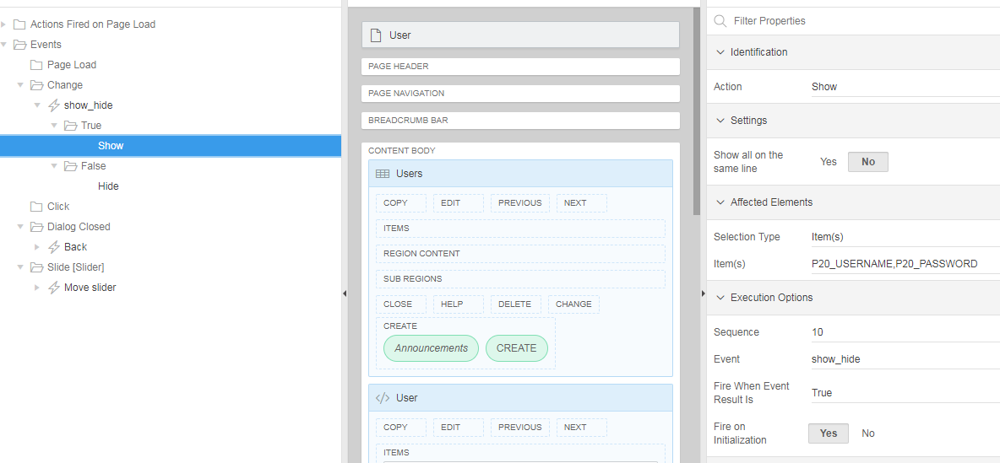 Actions Fired on Page Load
Events
Page Load
Change
show_hide
True
Show
False
Hide
Click
Dialog Closed
Back
Slide [Slider]
Move slider
User
PAGE HEADER
PAGE NAVIGATION
BREADCRUMB BAR
CONTENT BODY
Users
COPY EDIT PREVIOUS NEXT
ITEMS
REGION CONTENT
SUB REGIONS
CLOSE HELP DELETE CHANGE
CREATE
Announcements CREATE
User
COPY EDIT PREVIOUS NEXT
ITEMS
Filter Properties
Identification
Action Show
Settings
Show all on the
same line
Yes No
Affected Elements
Selection Type Item(s)
Item(s) P20_USERNAME,P20_PASSWORD
Execution Options
Sequence 10
Event show_hide
Fire When Event
Result Is
True
Fire on
Initialization
Yes No